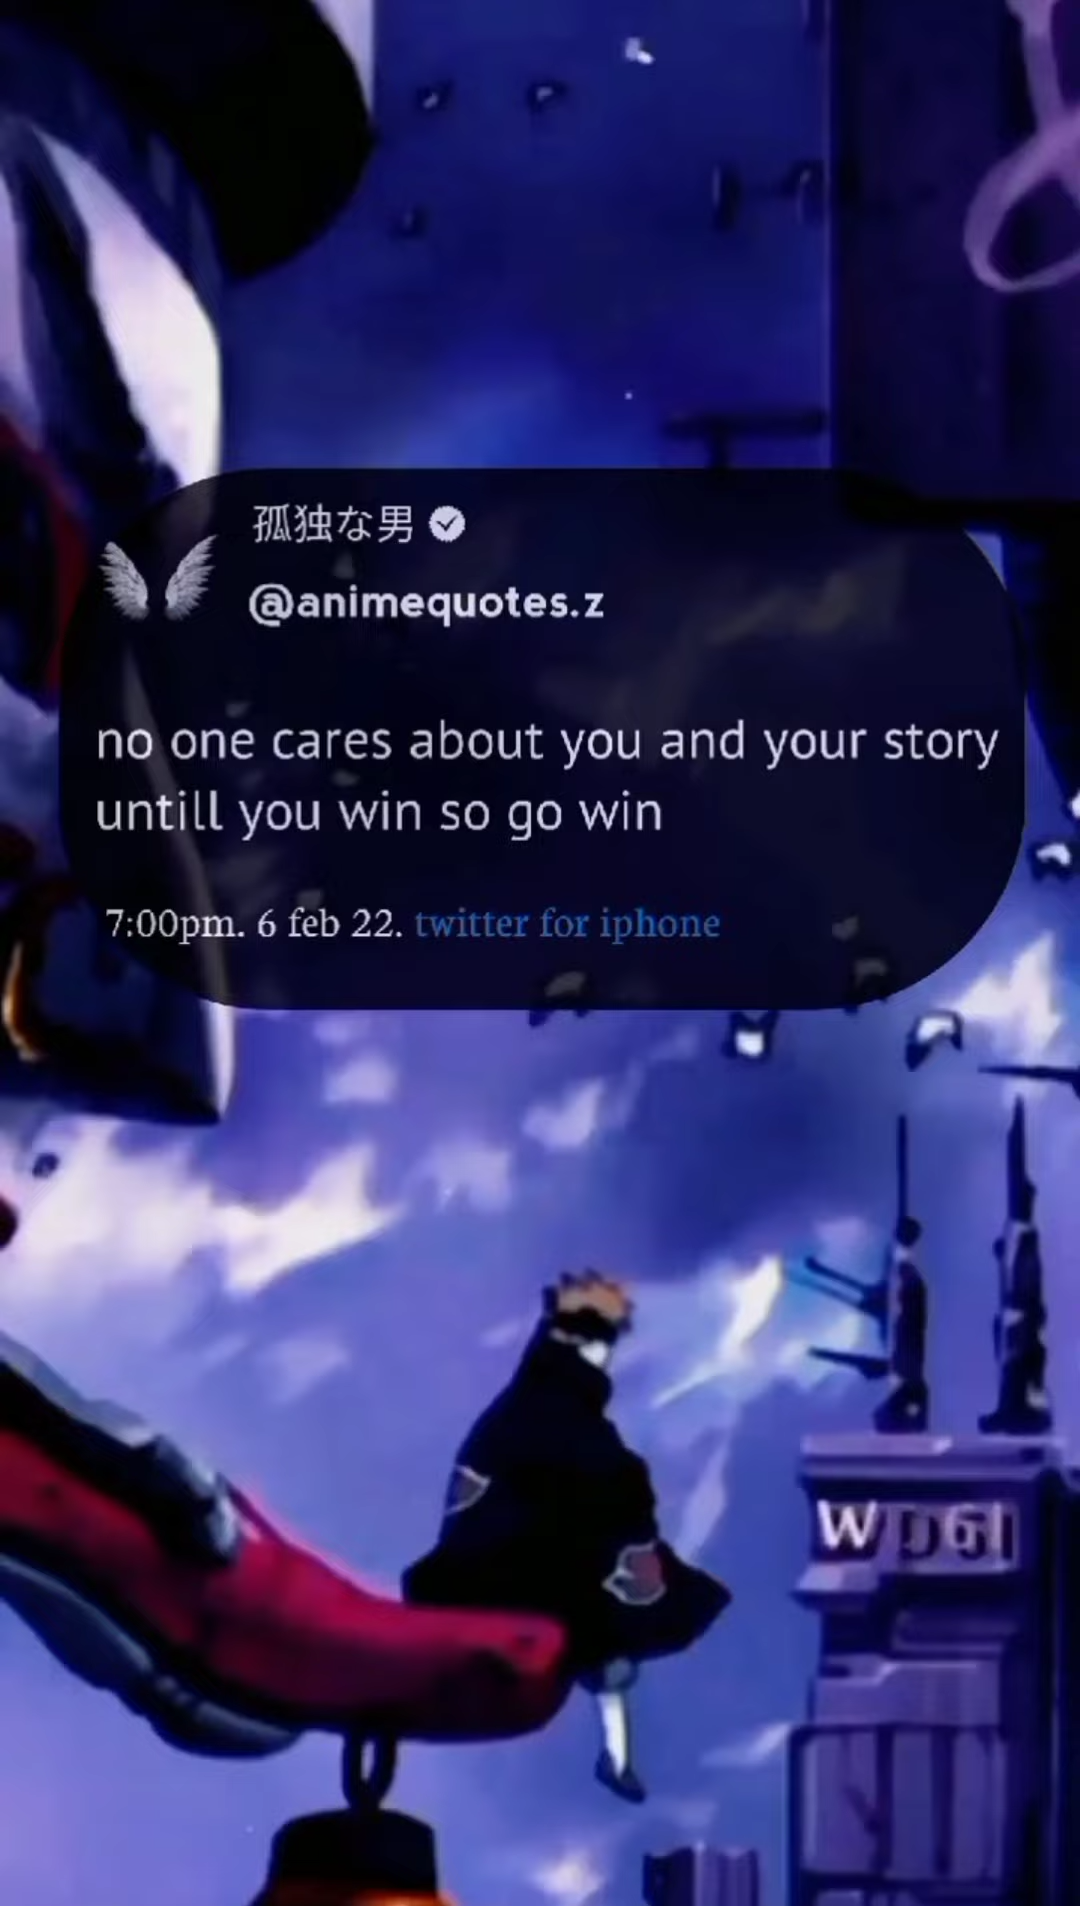 孤独な男
@animequotes.z
no one cares about you and your story
untill you win so go win
7:00pm. 6 feb 22. twitter for iphone